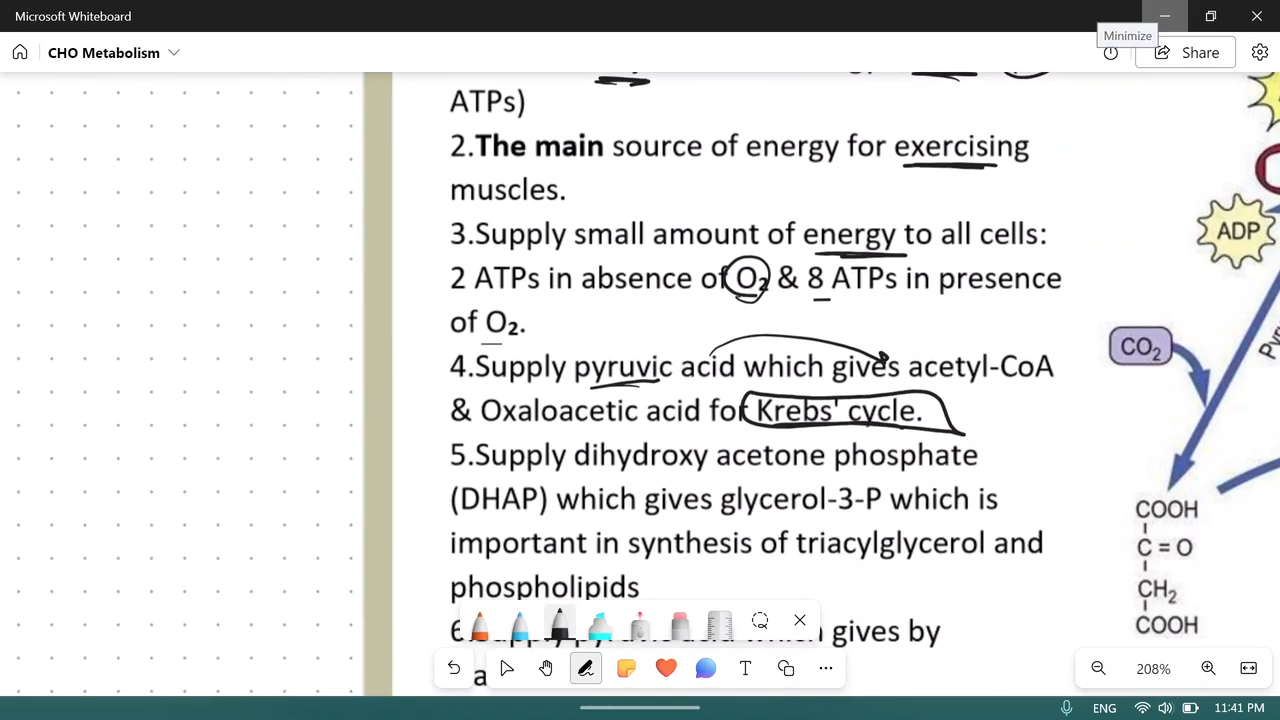 Microsoft Whiteboard
Minimize
CHO Metabolism
Share
ATPs)
2.The main source of energy for exercising
muscles.
3.Supply small amount of energy to all cells:
2 ATPs in absence of O₂ & 8 ATPs in presence
of O₂.
4.Supply pyruvic acid which gives acetyl-CoA
& Oxaloacetic acid for Krebs' cycle.
5.Supply dihydroxy acetone phosphate
(DHAP) which gives glycerol-3-P which is
important in synthesis of triacylglycerol and
phospholipids
gives by
ADP
CO₂
COOH
C = O
CH₂
COOH
T
208%
ENG
11:41 PM